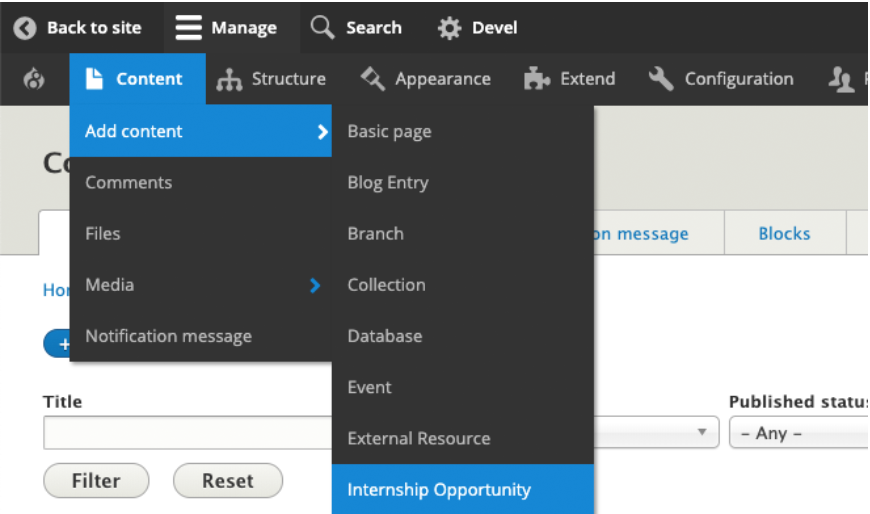 Back to site Manage Search Devel
Content Structure Appearance Extend Configuration
Add content Basic page
Comments Blog Entry
Files Branch on message Blocks
Media Collection
Notification message Database
Event
Title Published status
External Resource – Any –
Filter Reset
Internship Opportunity